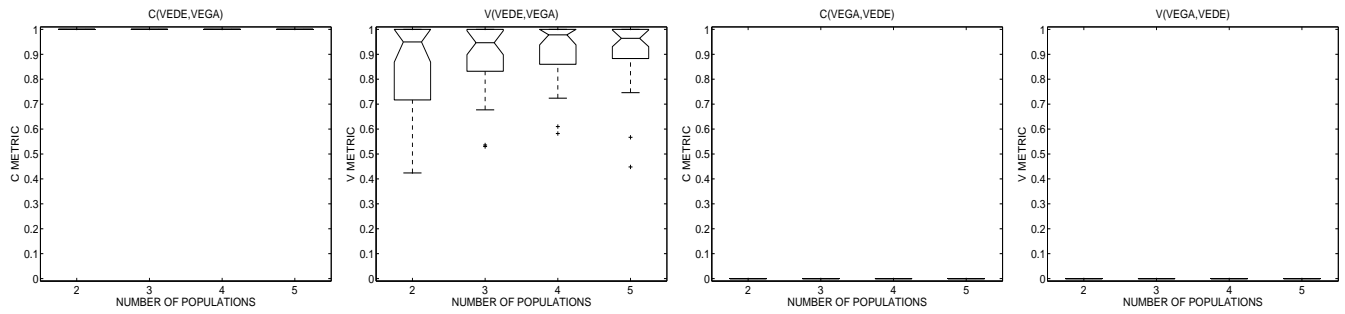 C(VEDE,VEGA)
C METRIC
1
0.9
0.8
0.7
0.6
0.5
0.4
0.3
0.2
0.1
0
2 3 4 5
NUMBER OF POPULATIONS
V(VEDE,VEGA)
V METRIC
1
0.9
0.8
0.7
0.6
0.5
0.4
0.3
0.2
0.1
0
2 3 4 5
NUMBER OF POPULATIONS
C(VEGA,VEDE)
C METRIC
1
0.9
0.8
0.7
0.6
0.5
0.4
0.3
0.2
0.1
0
2 3 4 5
NUMBER OF POPULATIONS
V(VEGA,VEDE)
V METRIC
1
0.9
0.8
0.7
0.6
0.5
0.4
0.3
0.2
0.1
0
2 3 4 5
NUMBER OF POPULATIONS